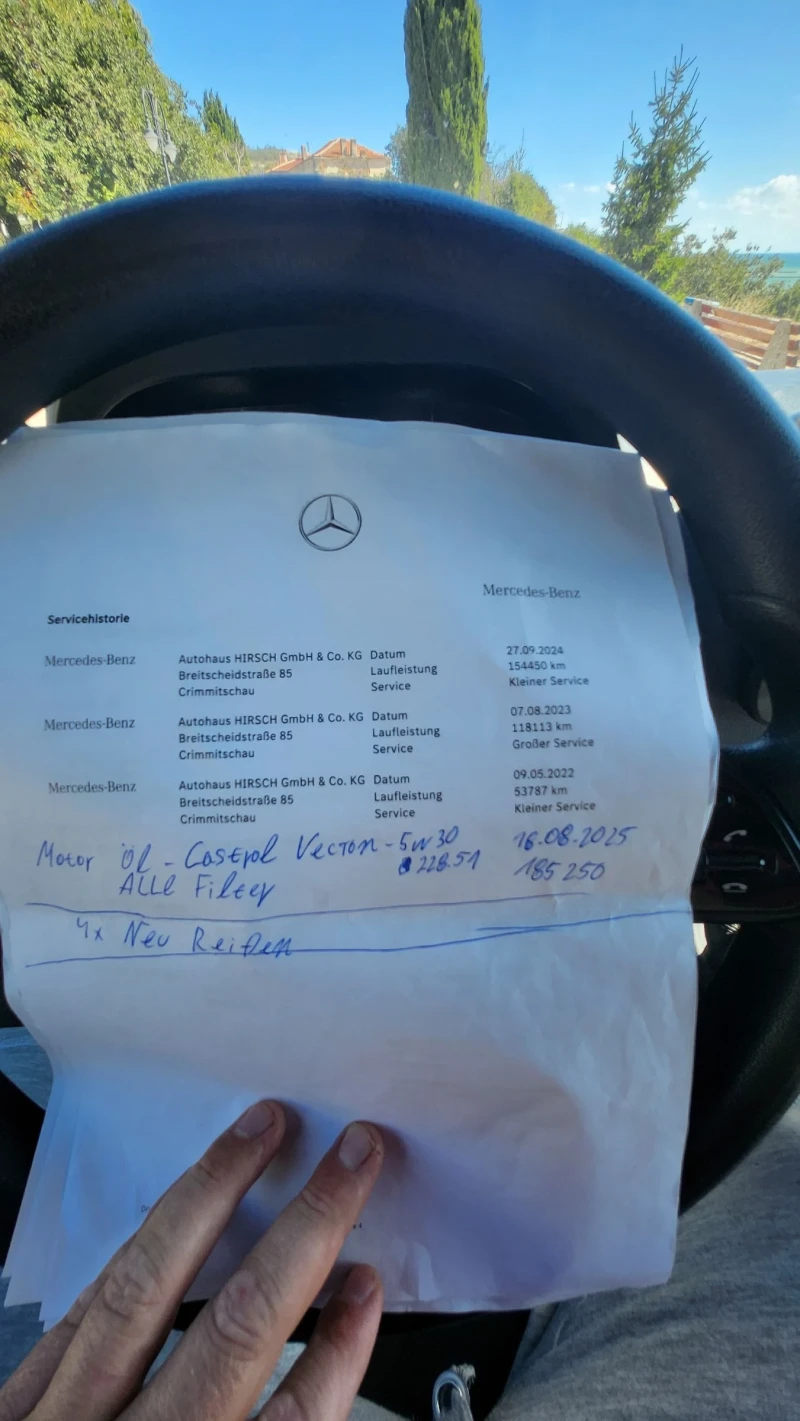 Mercedes-Benz
Servicehistorie
Mercedes-Benz Autohaus HIRSCH GmbH & Co. KG Datum 27.09.2024
Breitscheidstraße 85 Laufleistung 154450 km
Crimmitschau Service Kleiner Service
Mercedes-Benz Autohaus HIRSCH GmbH & Co. KG Datum 07.08.2023
Breitscheidstraße 85 Laufleistung 118113 km
Crimmitschau Service Großer Service
Mercedes-Benz Autohaus HIRSCH GmbH & Co. KG Datum 09.05.2022
Breitscheidstraße 85 Laufleistung 53787 km
Crimmitschau Service Kleiner Service
Motor Öl - Castrol Vecton - 5w30 16.08.2025
228.51 185250
ALLE Filter
4x Neu Reifen